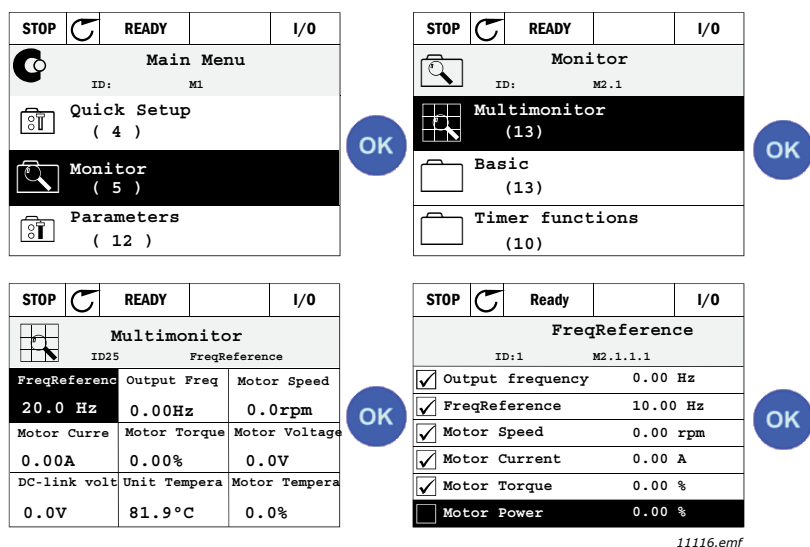 STOP READY I/O
Main Menu
ID: M1
Quick Setup
( 4 )
Monitor
( 5 )
Parameters
( 12 )
OK
STOP READY I/O
Monitor
ID: M2.1
Multimonitor
(13)
Basic
(13)
Timer functions
(10)
OK
STOP READY I/O
Multimonitor
ID25 FreqReference
FreqReferenc Output Freq Motor Speed
20.0 Hz 0.00Hz 0.0rpm
Motor Curre Motor Torque Motor Voltage
0.00A 0.00% 0.0V
DC-link volt Unit Tempera Motor Tempera
0.0V 81.9°C 0.0%
OK
STOP Ready I/O
FreqReference
ID:1 M2.1.1.1
Output frequency 0.00 Hz
FreqReference 10.00 Hz
Motor Speed 0.00 rpm
Motor Current 0.00 A
Motor Torque 0.00 %
Motor Power 0.00 %
OK
11116.emf